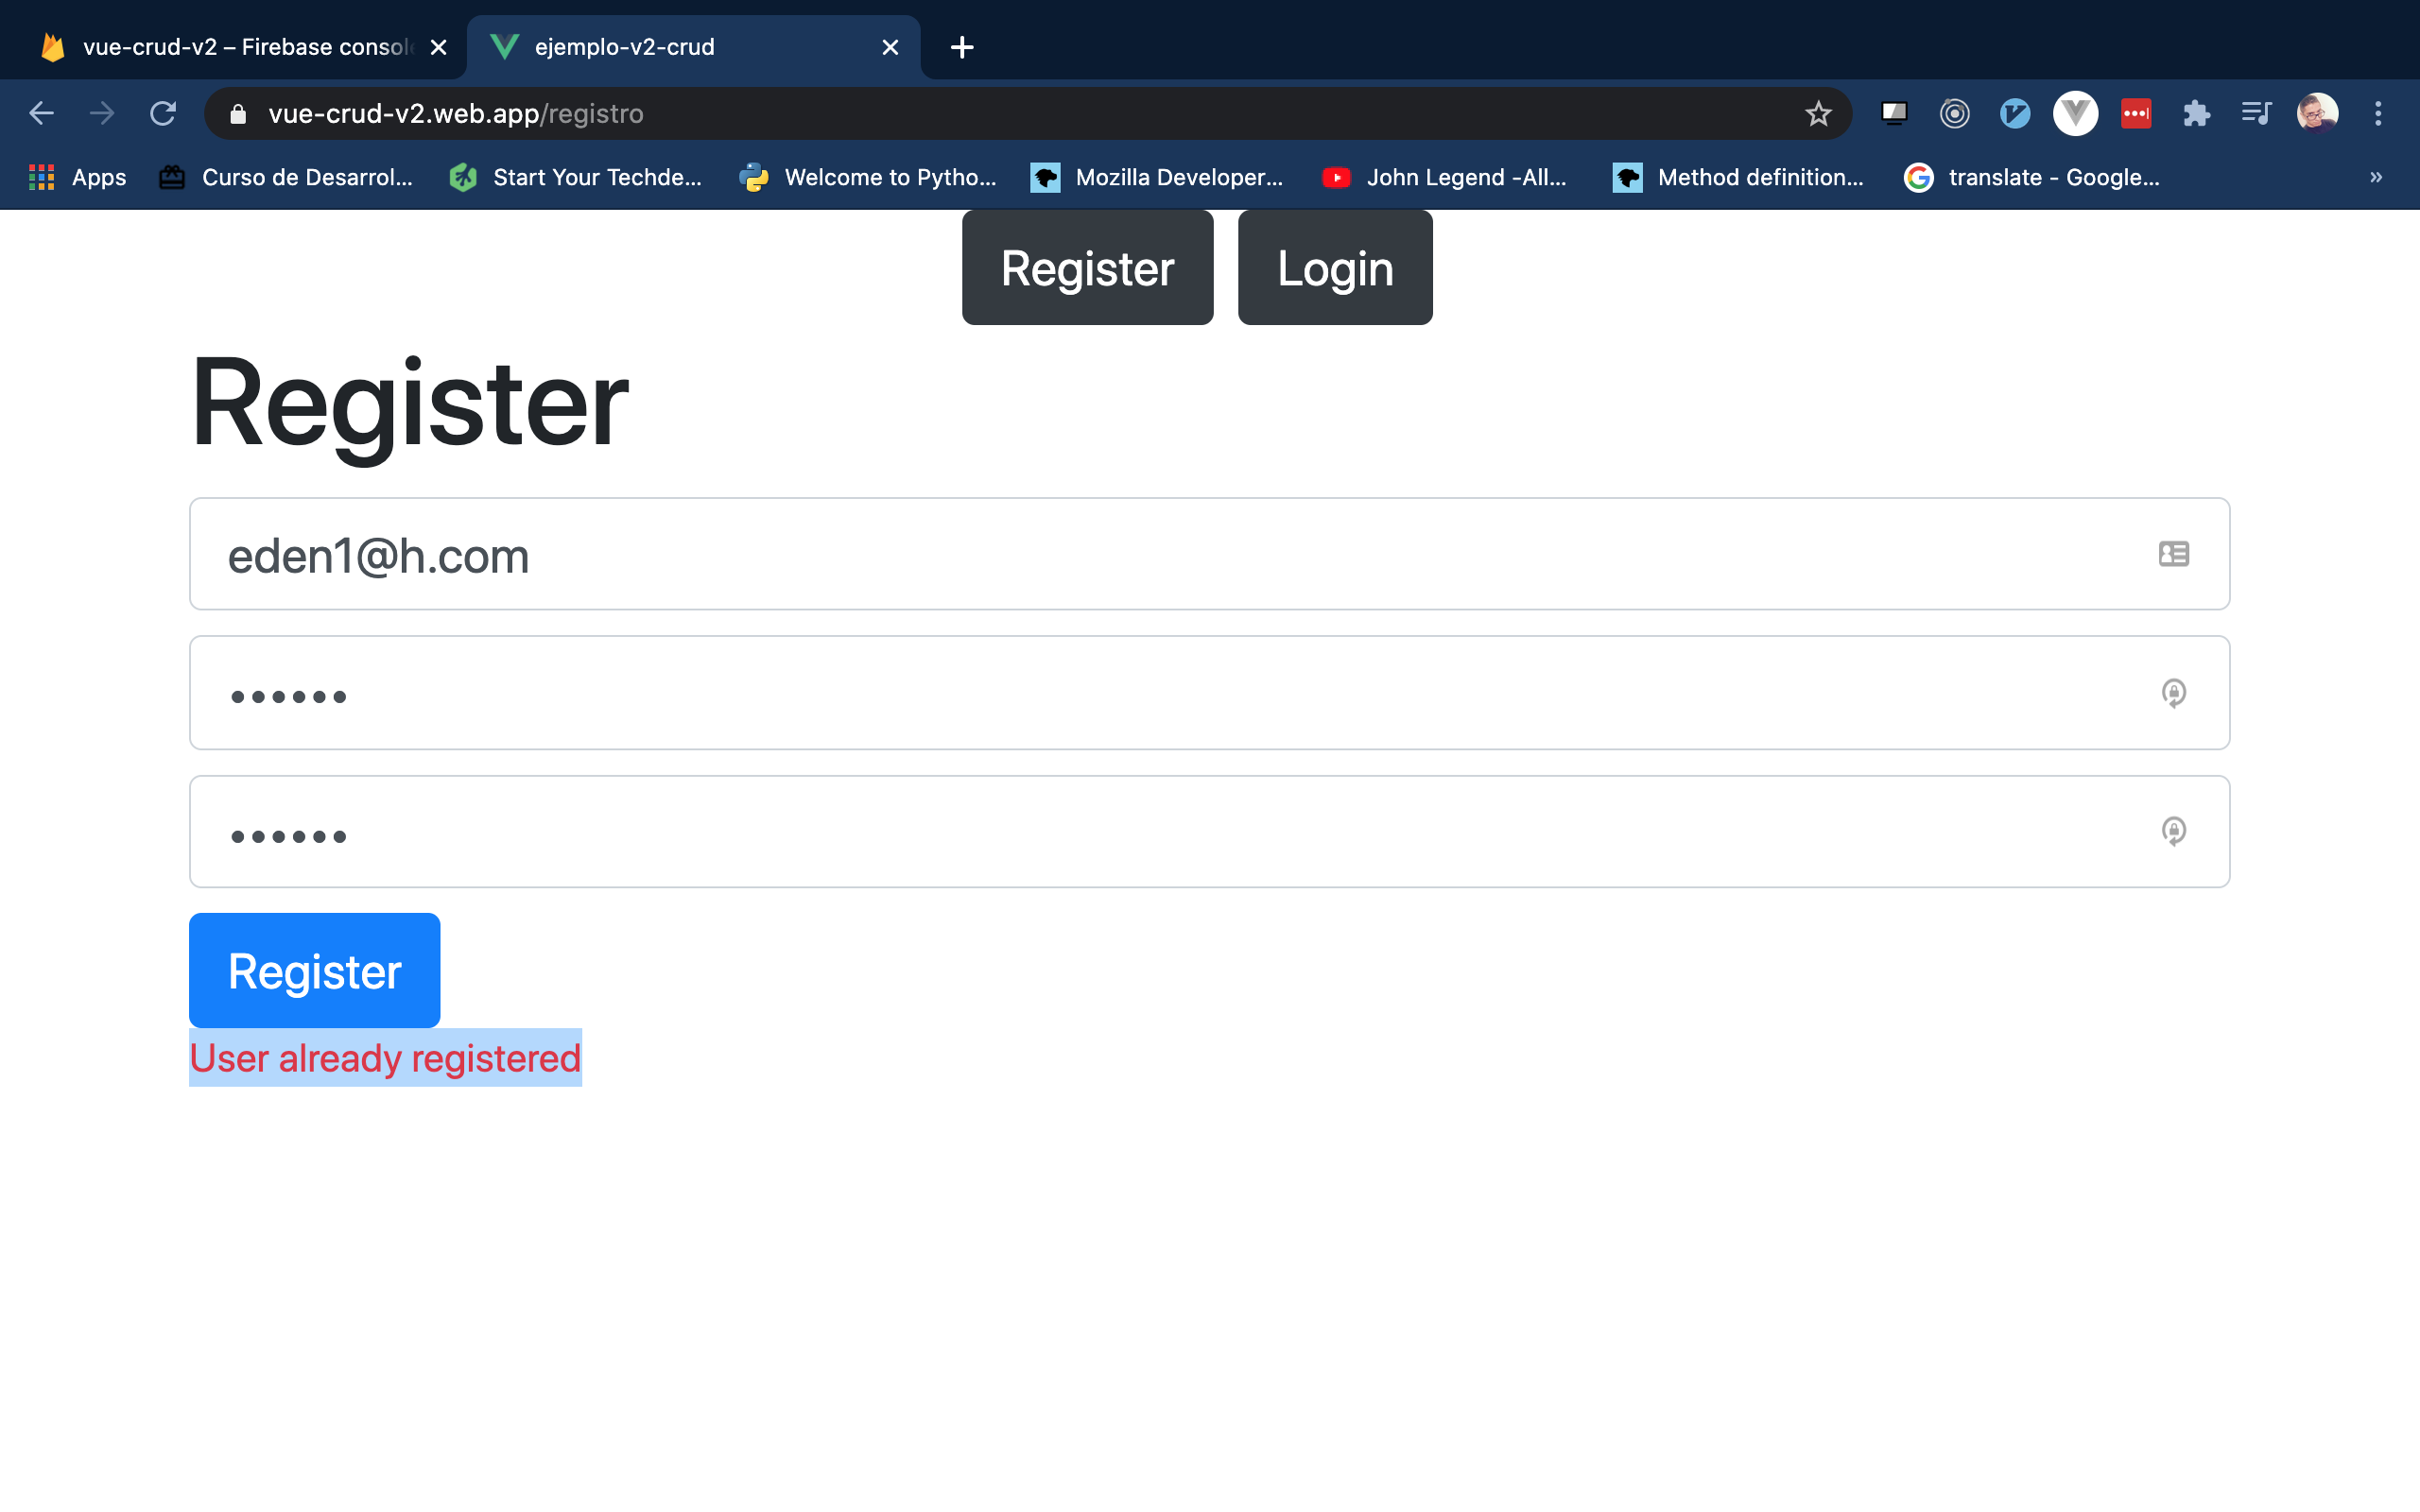 vue-crud-v2 – Firebase console
ejemplo-v2-crud
vue-crud-v2.web.app/registro
Apps
Curso de Desarrol...
Start Your Techde...
Welcome to Pytho...
Mozilla Developer...
John Legend -All...
Method definition...
translate - Google...
»
Register
Login
Register
eden1@h.com
••••••
••••••
Register
User already registered